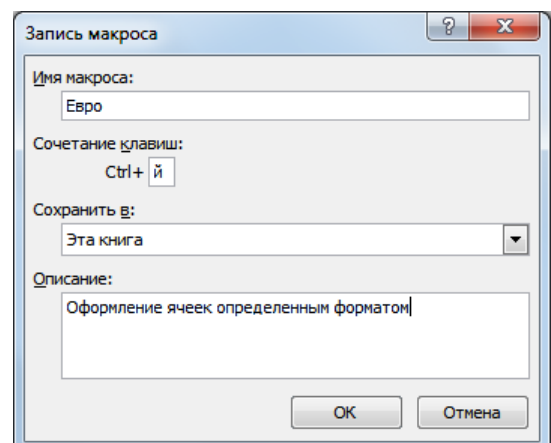 Запись макроса
Имя макроса:
Евро
Сочетание клавиш:
Ctrl+ й
Сохранить в:
Эта книга
Описание:
Оформление ячеек определенным форматом
ОК Отмена